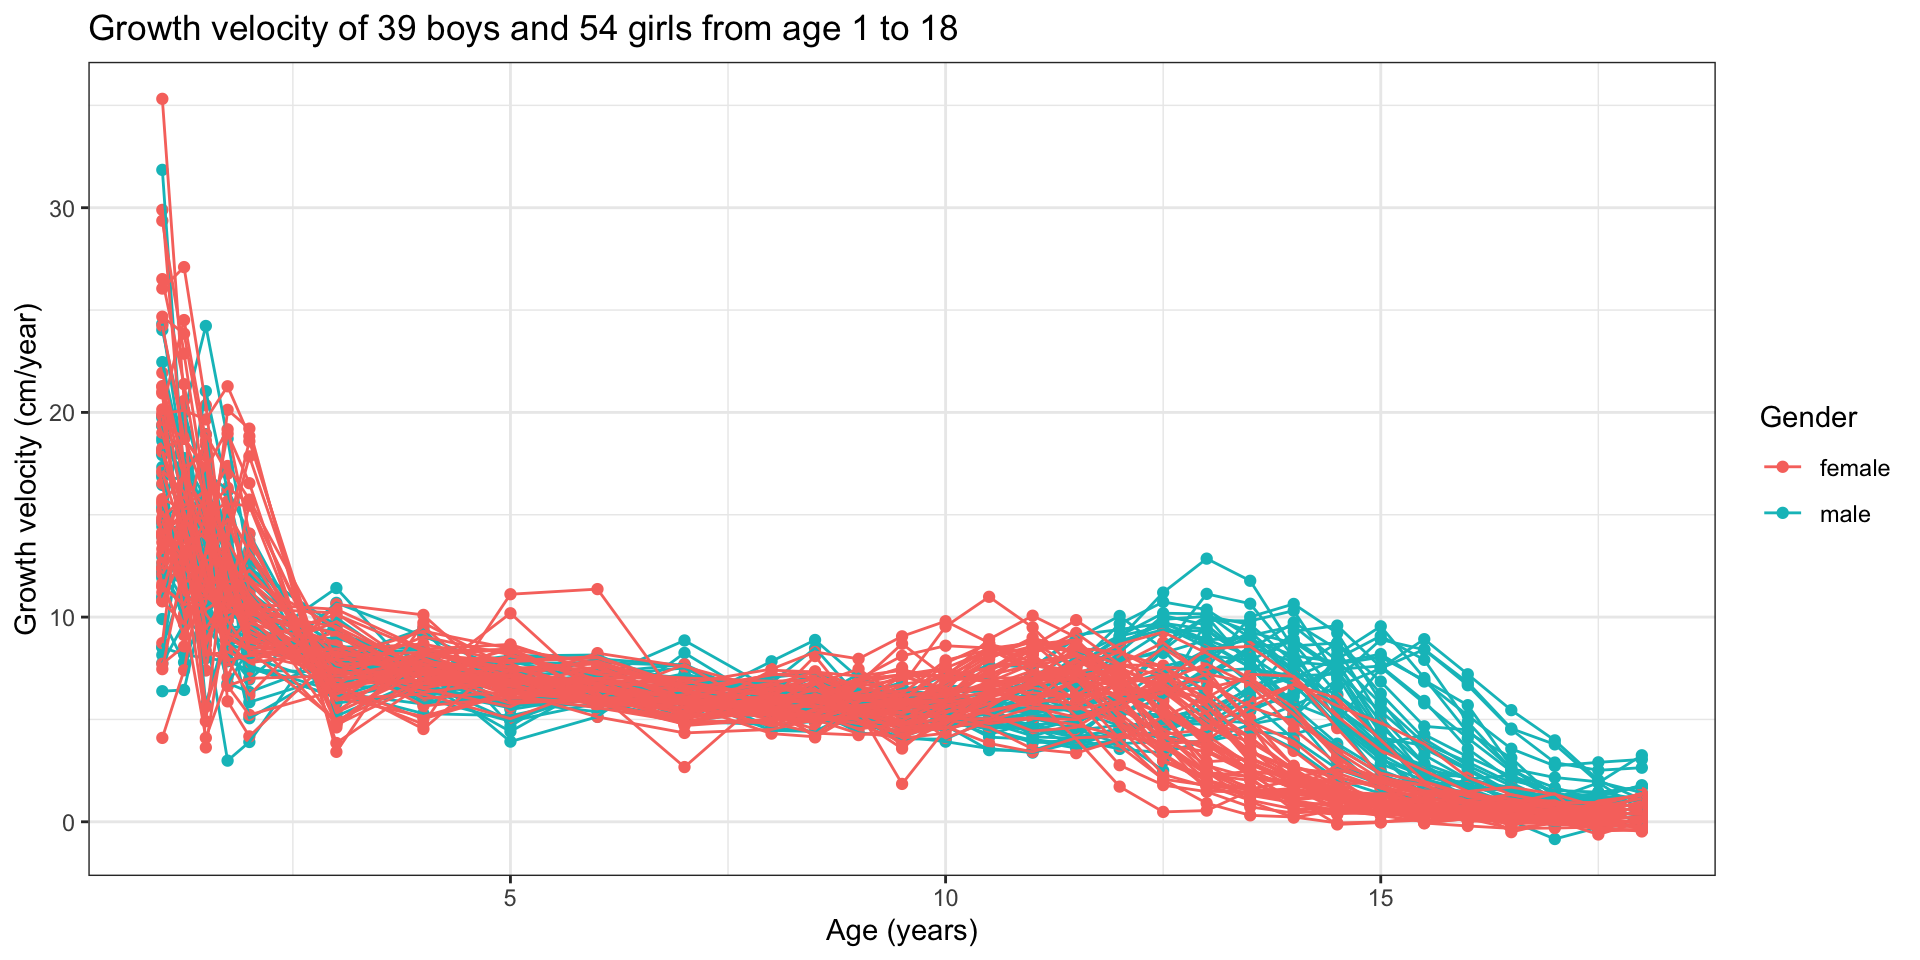 Growth velocity of 39 boys and 54 girls from age 1 to 18
Growth velocity (cm/year)
30
20
10
0
5
10
15
Age (years)
Gender
female
male